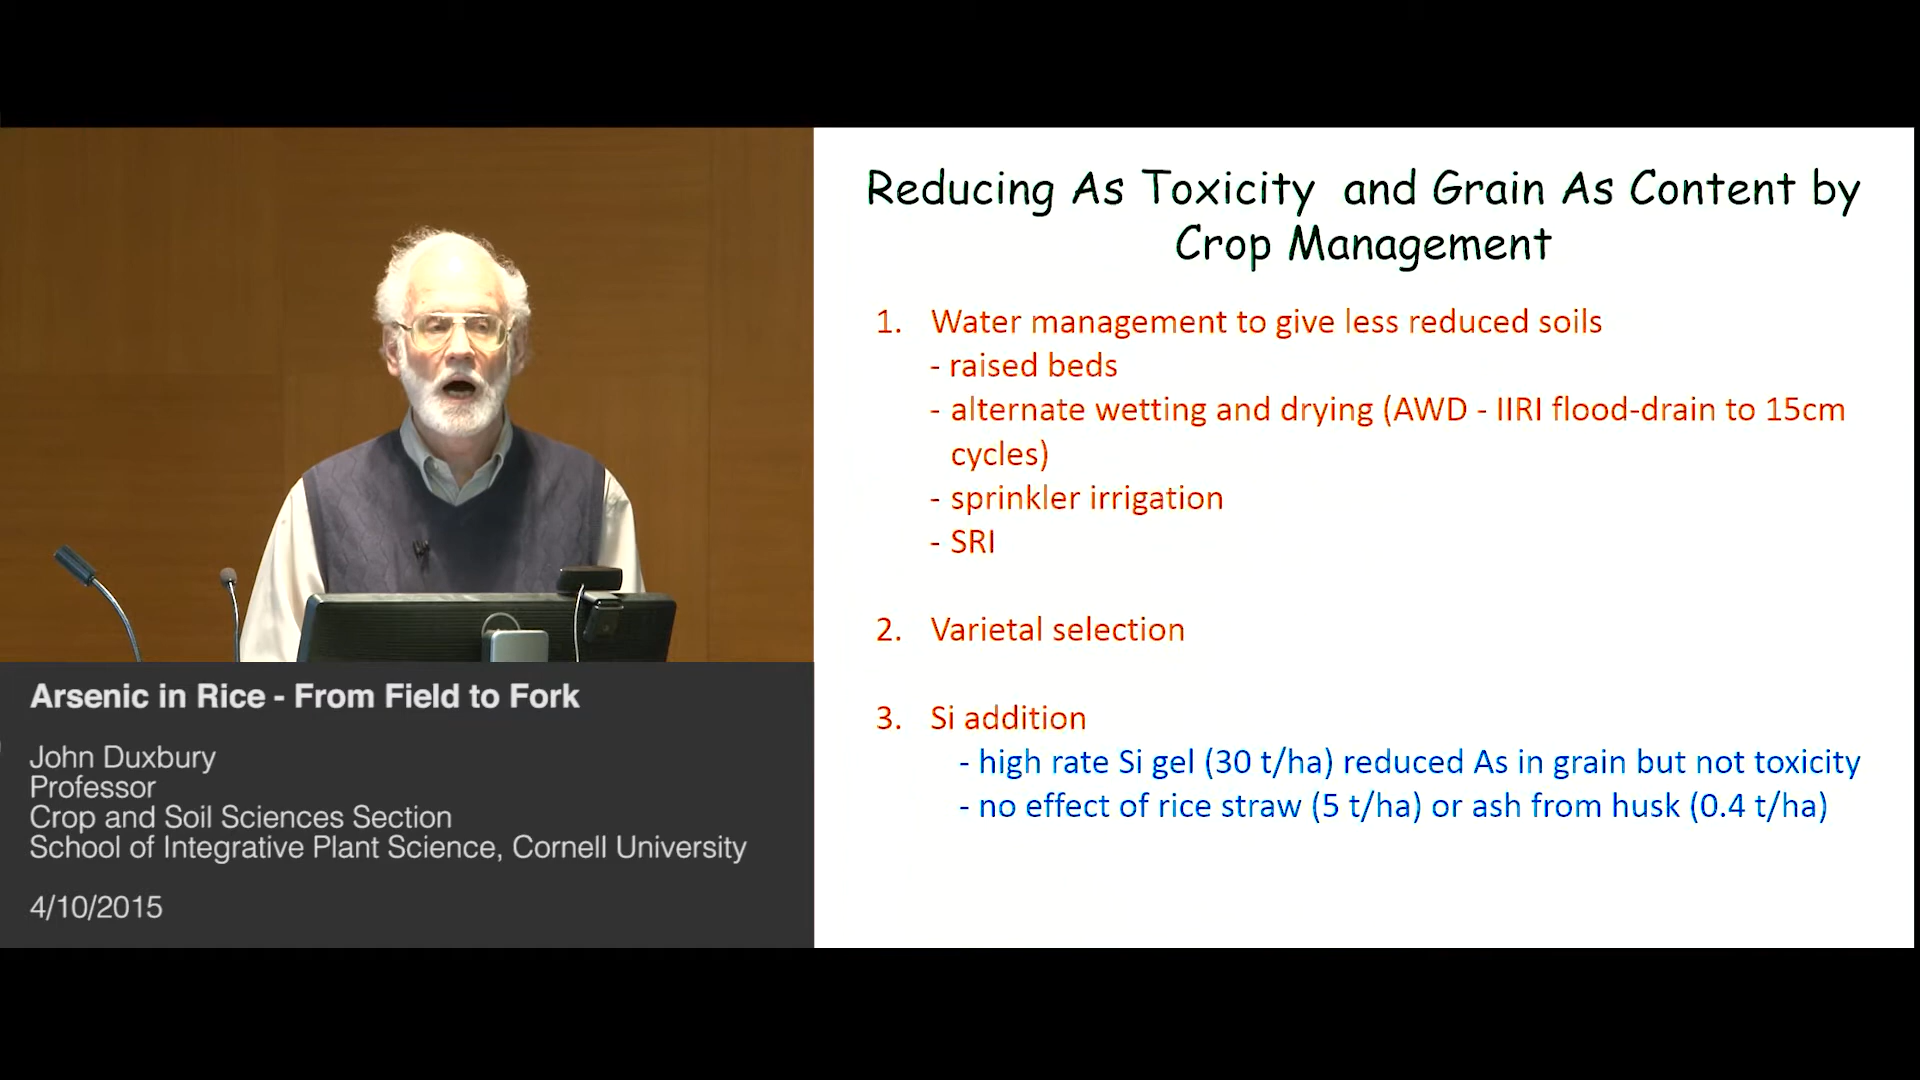 Reducing As Toxicity and Grain As Content by
Crop Management
1. Water management to give less reduced soils
- raised beds
- alternate wetting and drying (AWD - IIRI flood-drain to 15cm
cycles)
- sprinkler irrigation
- SRI
2. Varietal selection
3. Si addition
- high rate Si gel (30 t/ha) reduced As in grain but not toxicity
- no effect of rice straw (5 t/ha) or ash from husk (0.4 t/ha)
Arsenic in Rice - From Field to Fork
John Duxbury
Professor
Crop and Soil Sciences Section
School of Integrative Plant Science, Cornell University
4/10/2015